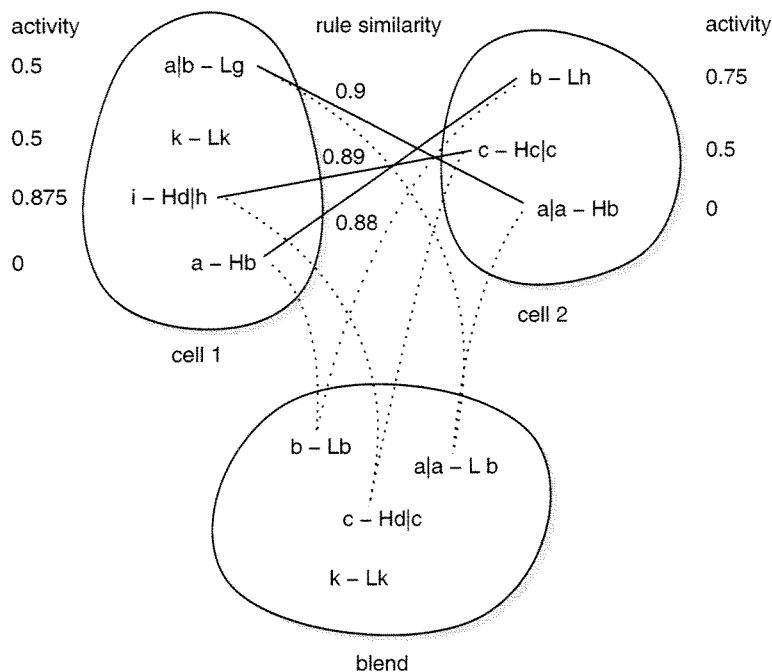 activity
rule similarity
activity
0.5
a|b – Lg
0.9
b – Lh
0.75
0.5
k – Lk
0.89
c – Hc|c
0.5
0.875
i – Hd|h
0.88
a|a – Hb
0
0
a – Hb
cell 1
cell 2
b – Lb
a|a – L b
c – Hd|c
k – Lk
blend